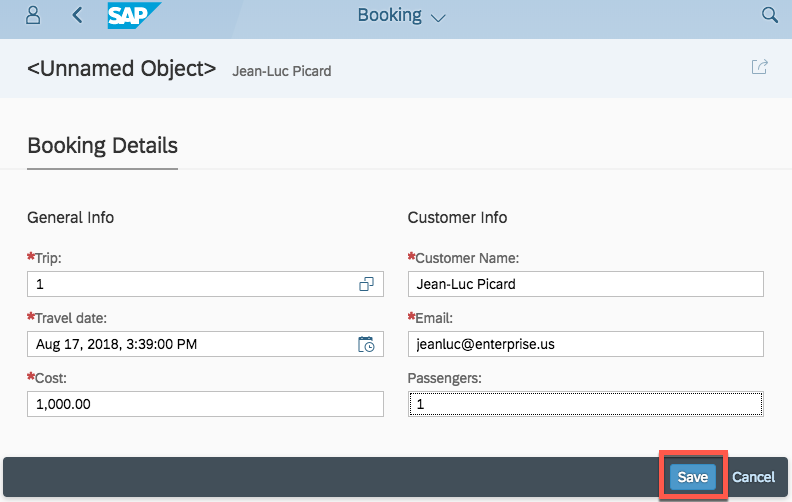 SAP Booking
<Unnamed Object> Jean-Luc Picard
Booking Details
General Info
*Trip:
1
*Travel date:
Aug 17, 2018, 3:39:00 PM
*Cost:
1,000.00
Customer Info
*Customer Name:
Jean-Luc Picard
*Email:
jeanluc@enterprise.us
Passengers:
1
Save Cancel